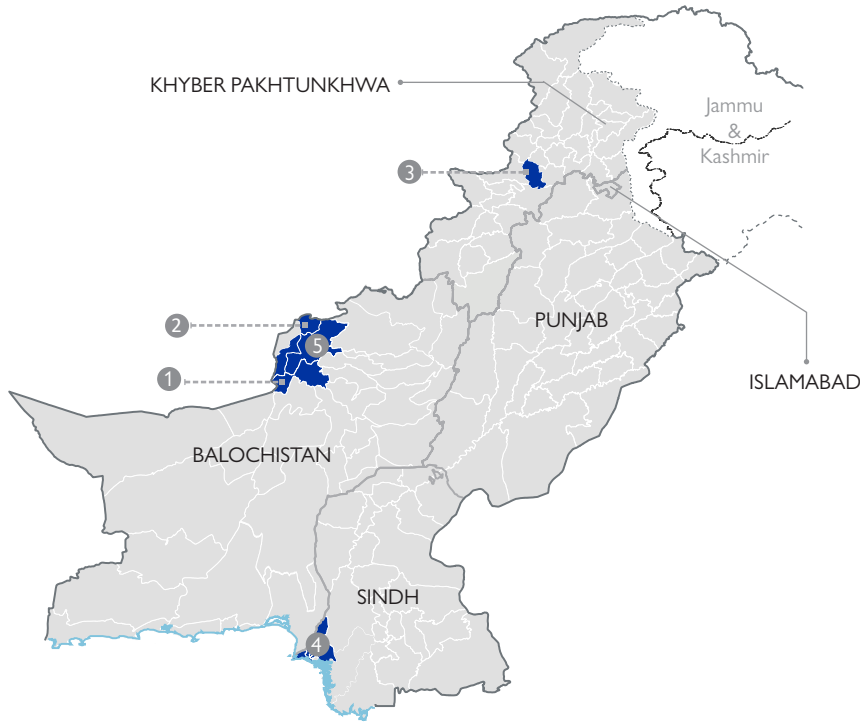 KHYBER PAKHTUNKHWA
Jammu
&
Kashmir
3
2
PUNJAB
5
1
ISLAMABAD
BALOCHISTAN
SINDH
4